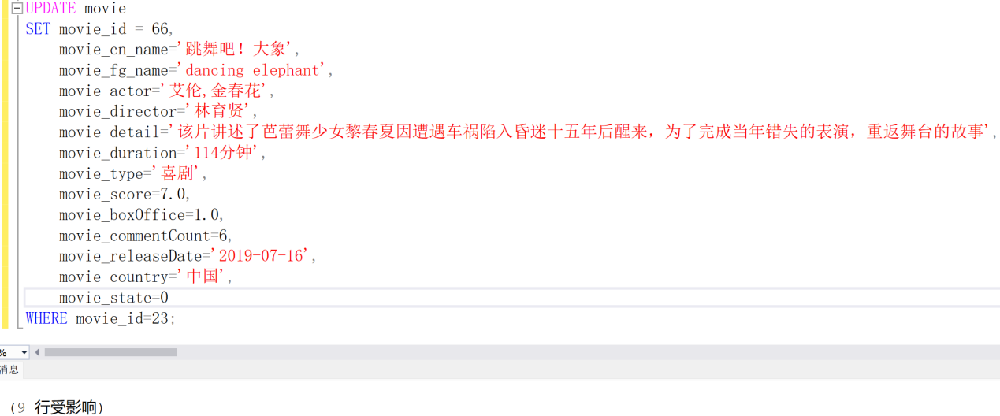 UPDATE movie
SET movie_id = 66,
movie_cn_name='跳舞吧！大象',
movie_fg_name='dancing elephant',
movie_actor='艾伦,金春花',
movie_director='林育贤',
movie_detail='该片讲述了芭蕾舞少女黎春夏因遭遇车祸陷入昏迷十五年后醒来，为了完成当年错失的表演，重返舞台的故事',
movie_duration='114分钟',
movie_type='喜剧',
movie_score=7.0,
movie_boxOffice=1.0,
movie_commentCount=6,
movie_releaseDate='2019-07-16',
movie_country='中国',
movie_state=0
WHERE movie_id=23;
%
消息
(9 行受影响)